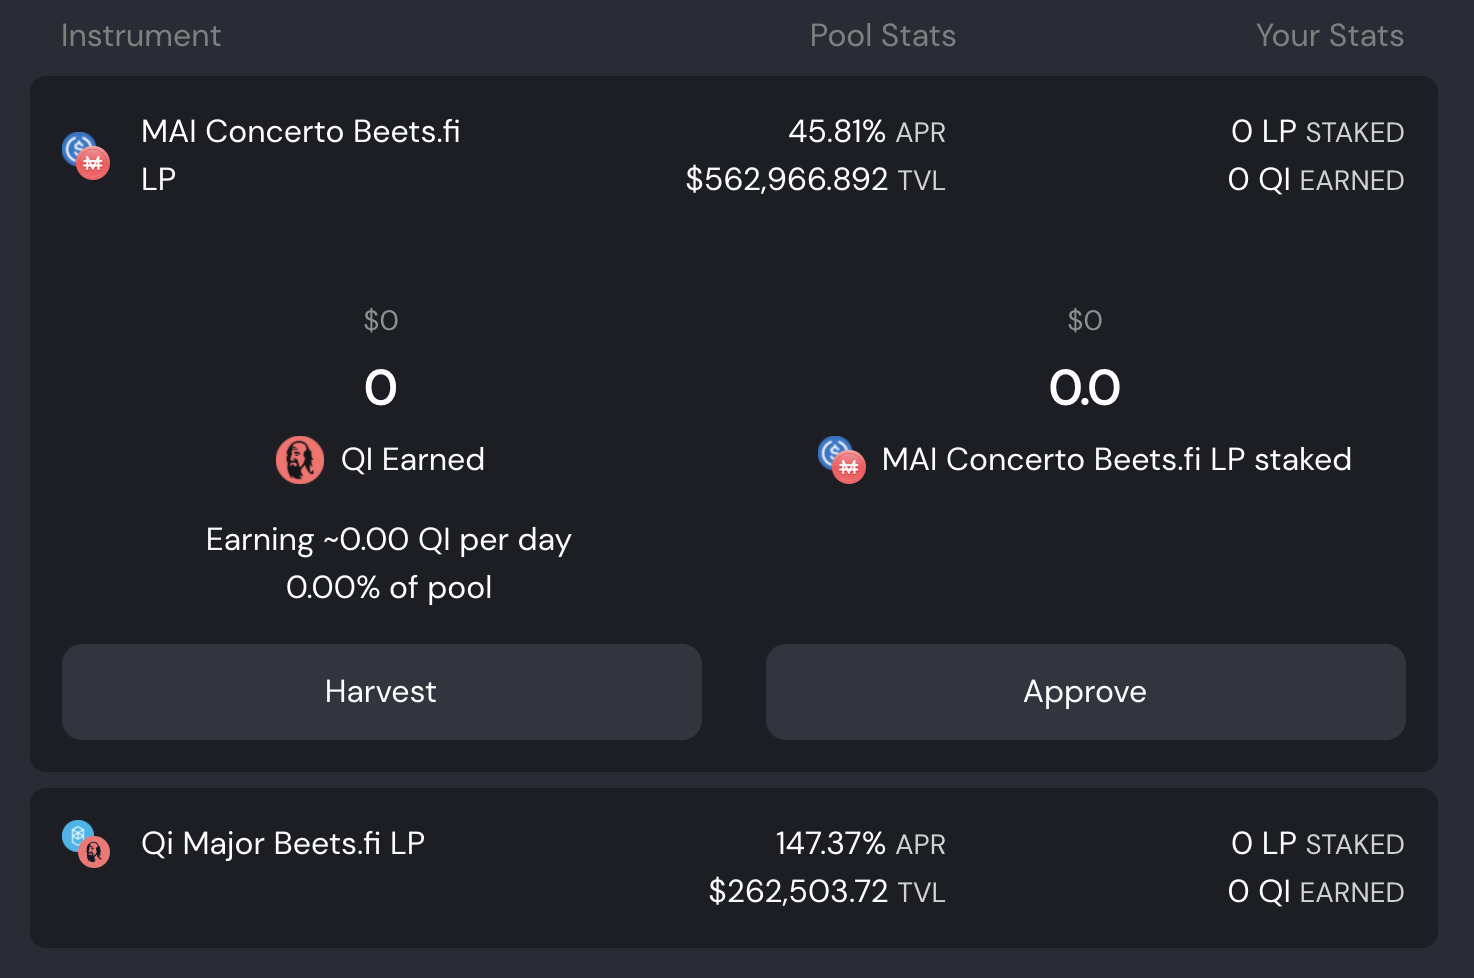 Instrument Pool Stats Your Stats
MAI Concerto Beets.fi 45.81% APR 0 LP STAKED
LP $562,966.892 TVL 0 QI EARNED
$0 $0
0 0.0
QI Earned MAI Concerto Beets.fi LP staked
Earning ~0.00 QI per day
0.00% of pool
Harvest Approve
Qi Major Beets.fi LP 147.37% APR 0 LP STAKED
$262,503.72 TVL 0 QI EARNED